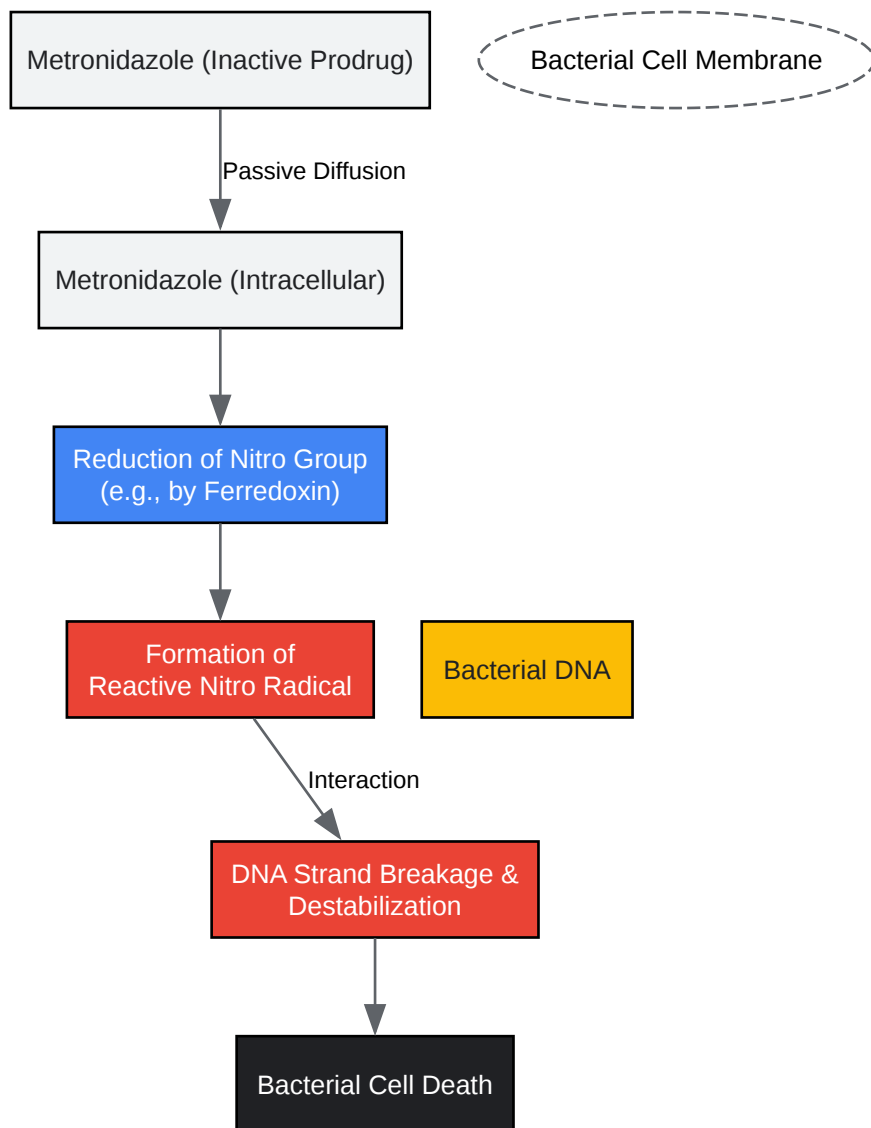 Metronidazole (Inactive Prodrug)
Bacterial Cell Membrane
Passive Diffusion
Metronidazole (Intracellular)
Reduction of Nitro Group
(e.g., by Ferredoxin)
Formation of
Reactive Nitro Radical
Bacterial DNA
Interaction
DNA Strand Breakage &
Destabilization
Bacterial Cell Death